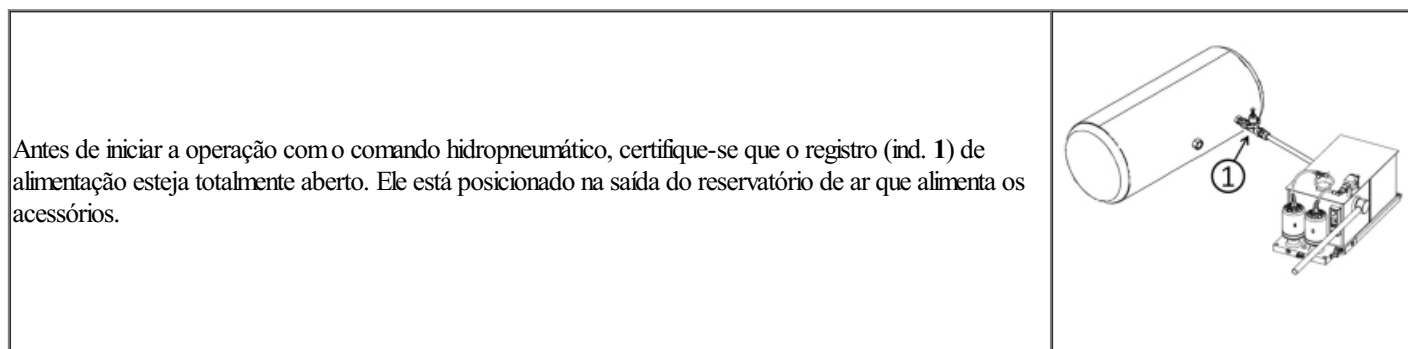 Antes de iniciar a operação com o comando hidropneumático, certifique-se que o registro (ind. 1) de
alimentação esteja totalmente aberto. Ele está posicionado na saída do reservatório de ar que alimenta os
acessórios.
1